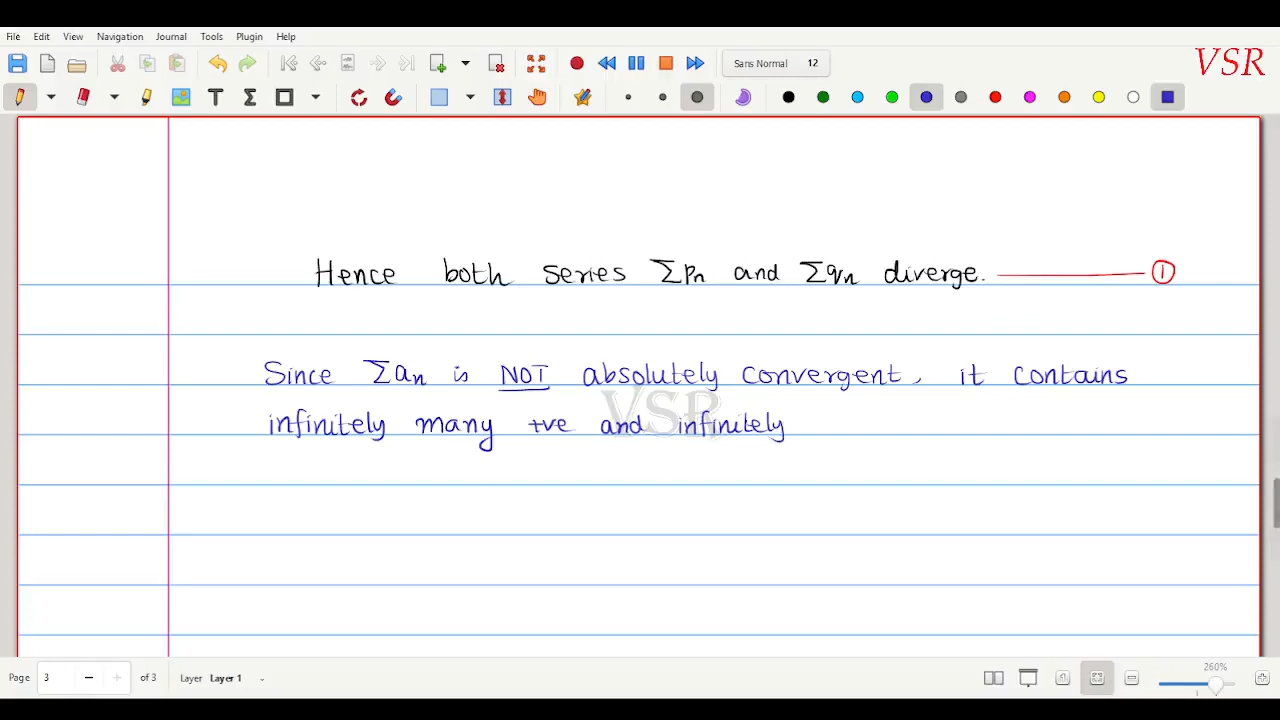 File Edit View Navigation Journal Tools Plugin Help
VSR
Sans Normal 12
Hence both series Σpn and Σqn diverge. ①
Since Σan is NOT absolutely convergent, it contains
VSR
infinitely many +ve and infinitely
Page 3 of 3 Layer Layer 1 260%